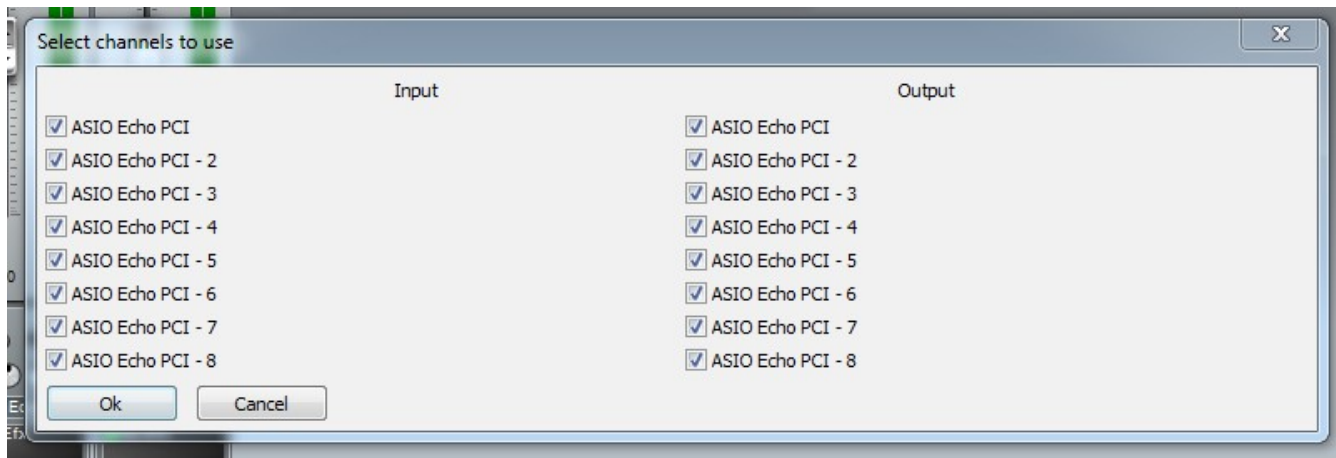 Select channels to use
Input Output
ASIO Echo PCI ASIO Echo PCI
ASIO Echo PCI - 2 ASIO Echo PCI - 2
ASIO Echo PCI - 3 ASIO Echo PCI - 3
ASIO Echo PCI - 4 ASIO Echo PCI - 4
ASIO Echo PCI - 5 ASIO Echo PCI - 5
ASIO Echo PCI - 6 ASIO Echo PCI - 6
ASIO Echo PCI - 7 ASIO Echo PCI - 7
ASIO Echo PCI - 8 ASIO Echo PCI - 8
Ok Cancel